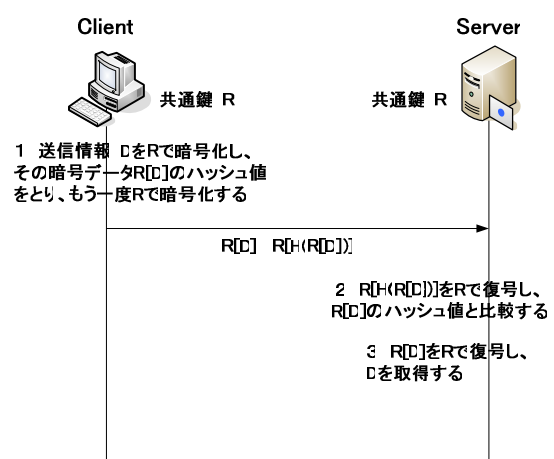 Client
Server
共通鍵 R
共通鍵 R
1 送信情報 DをRで暗号化し、
その暗号データR[D]のハッシュ値
をとり、もう一度Rで暗号化する
R[D] R[H(R[D])]
2 R[H(R[D])]をRで復号し、
R[D]のハッシュ値と比較する
3 R[D]をRで復号し、
Dを取得する